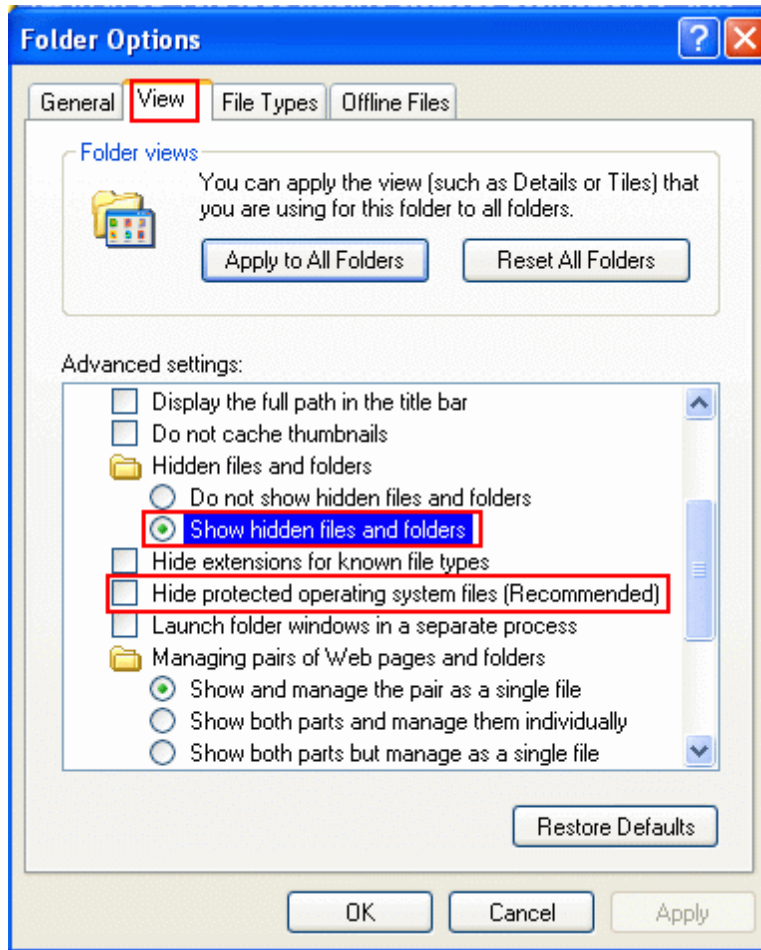 Folder Options
General
View
File Types
Offline Files
Folder views
You can apply the view (such as Details or Tiles) that
you are using for this folder to all folders.
Apply to All Folders
Reset All Folders
Advanced settings:
Display the full path in the title bar
Do not cache thumbnails
Hidden files and folders
Do not show hidden files and folders
Show hidden files and folders
Hide extensions for known file types
Hide protected operating system files (Recommended)
Launch folder windows in a separate process
Managing pairs of Web pages and folders
Show and manage the pair as a single file
Show both parts and manage them individually
Show both parts but manage as a single file
Restore Defaults
OK
Cancel
Apply